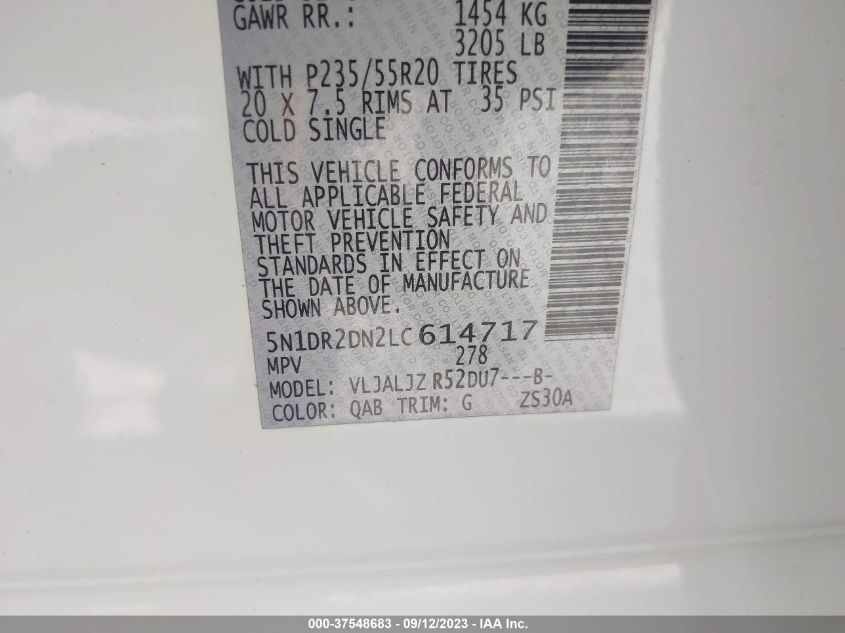 GAWR RR.: 1454 KG
3205 LB
WITH P235/55R20 TIRES
20 X 7.5 RIMS AT 35 PSI
COLD SINGLE
THIS VEHICLE CONFORMS TO
ALL APPLICABLE FEDERAL
MOTOR VEHICLE SAFETY AND
THEFT PREVENTION
STANDARDS IN EFFECT ON
THE DATE OF MANUFACTURE
SHOWN ABOVE.
5N1DR2DN2LC614717
MPV 278
MODEL: VLJALJZ R52DU7---B-
COLOR: QAB TRIM: G ZS30A
000-37548683 - 09/12/2023 - IAA Inc.